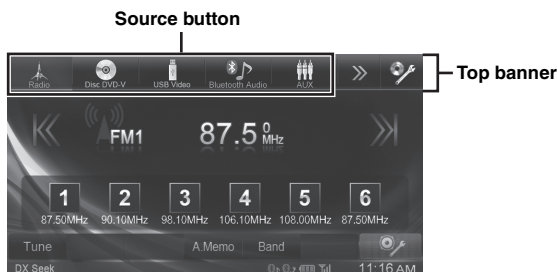 Source button
Radio Disc DVD-V USB Video Bluetooth Audio AUX
Top banner
FM1 87.5 0 MHz
1 2 3 4 5 6
87.50MHz 90.10MHz 98.10MHz 106.10MHz 108.00MHz 87.50MHz
Tune A.Memo Band
DX Seek 11:16 AM